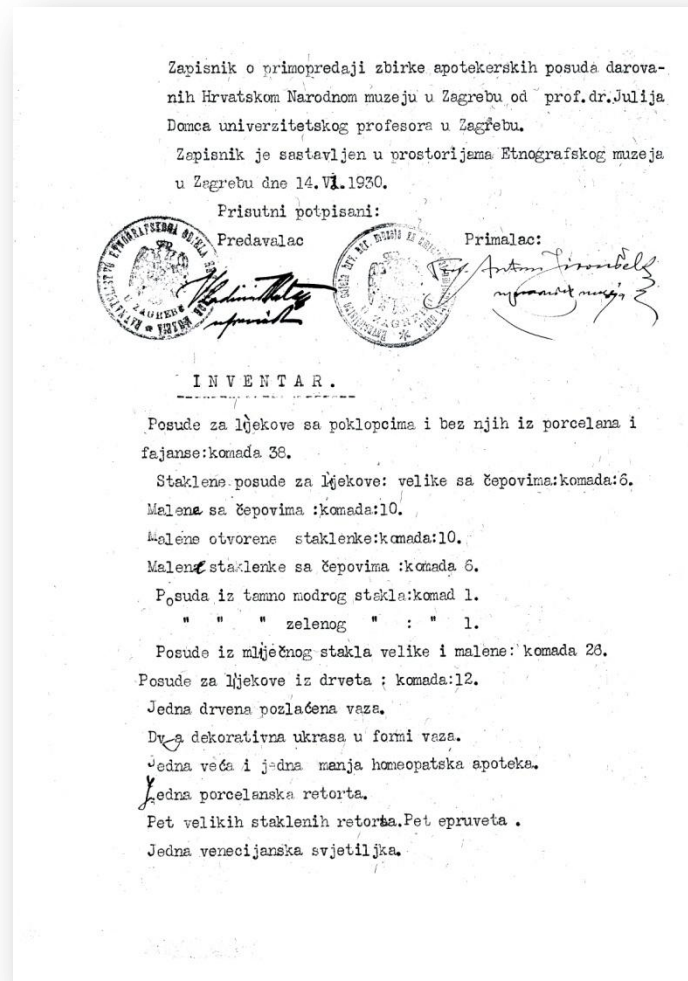 Zapisnik o primopredaji zbirke apotekerskih posuda darova-
nih Hrvatskom Narodnom muzeju u Zagrebu od prof.dr.Julija
Domca univerzitetskog profesora u Zagrebu.
Zapisnik je sastavljen u prostorijama Etnografskog muzeja
u Zagrebu dne 14.VI.1930.
Prisutni potpisani:
Predavalac Primalac:
U ZAGREBU
Prof. Antun
I N V E N T A R .
Posude za ljekove sa poklopcima i bez njih iz porcelana i
fajanse:komada 38.
Staklene posude za ljekove: velike sa čepovima:komada:6.
Malene sa čepovima :komada:10.
Malene otvorene staklenke:komada:10.
Malene staklenke sa čepovima :komada 6.
Posuda iz tamno modrog stakla:komad 1.
" " " zelenog " : " 1.
Posude iz mliječnog stakla velike i malene: komada 26.
Posude za ljekove iz drveta : komada:12.
Jedna drvena pozlaćena vaza.
Dva dekorativna ukrasa u formi vaza.
Jedna veća i jedna manja homeopatska apoteka.
Jedna porcelanska retorta.
Pet velikih staklenih retorta.Pet epruveta .
Jedna venecijanska svjetiljka.